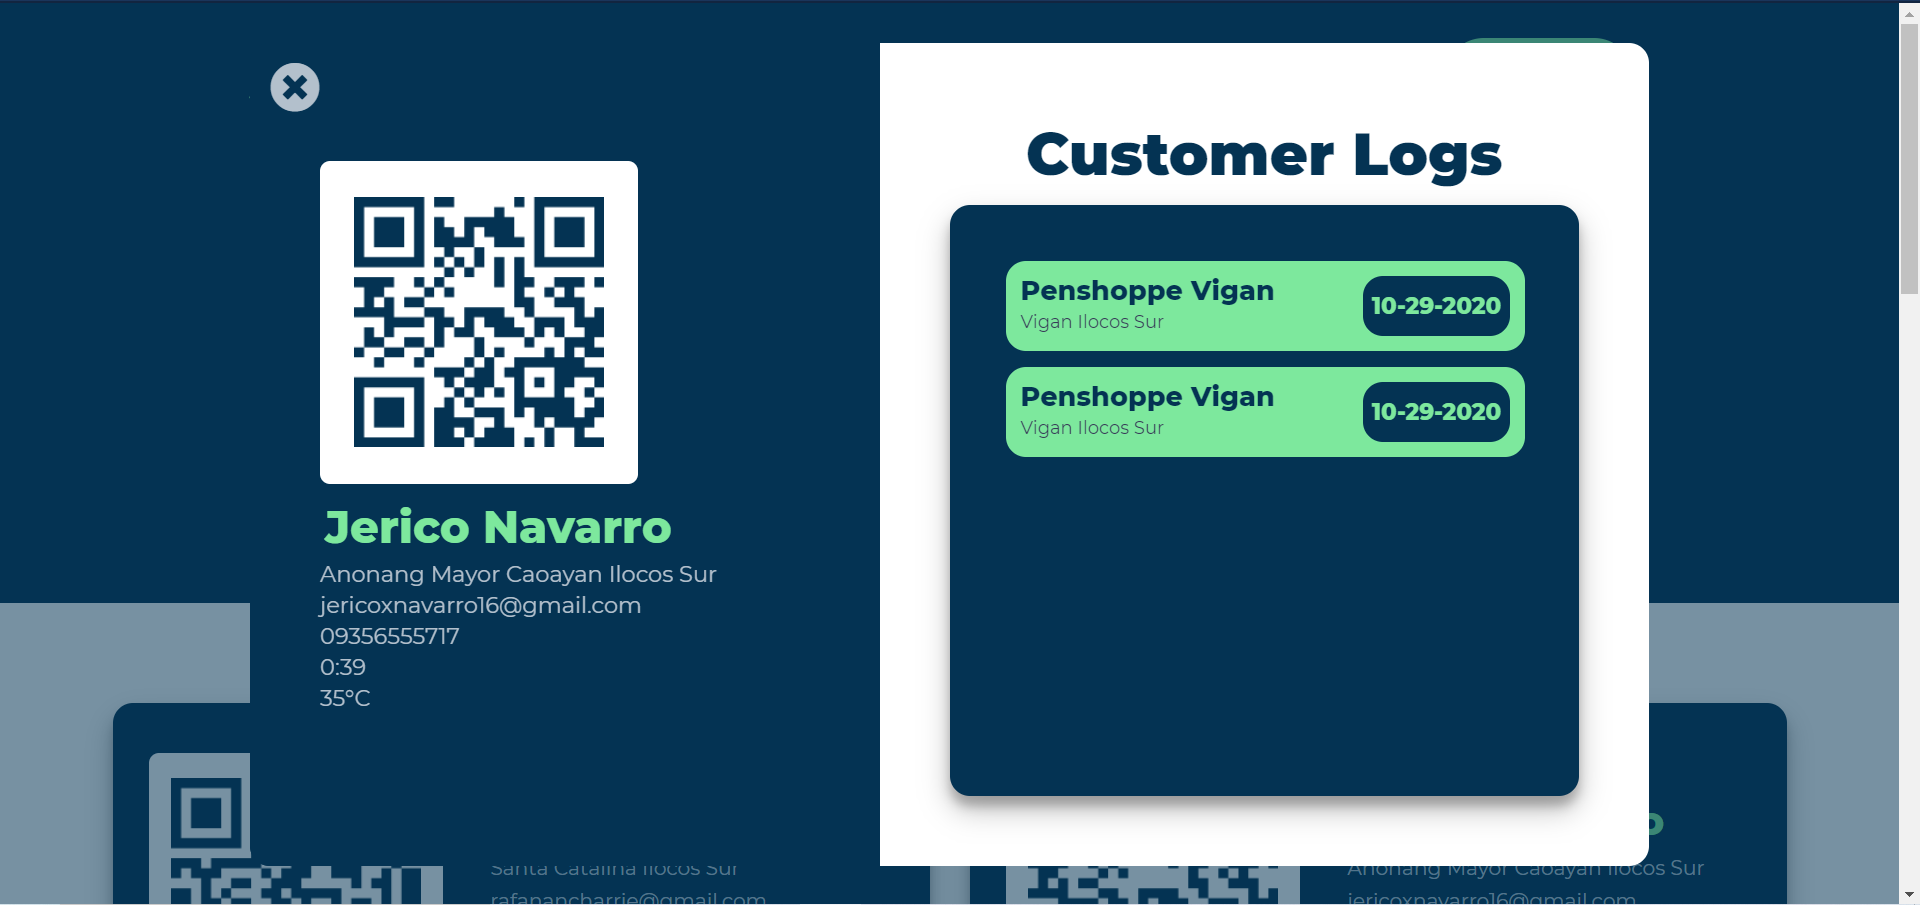 Customer Logs
Penshoppe Vigan
Vigan Ilocos Sur
10-29-2020
Penshoppe Vigan
Vigan Ilocos Sur
10-29-2020
Jerico Navarro
Anonang Mayor Caoayan Ilocos Sur
jericoxnavarro16@gmail.com
09356555717
0:39
35°C
Santa Catalina Ilocos Sur
rafanancharrie@gmail.com
o
Anonang Mayor Caoayan Ilocos Sur
jericoxnavarro16@gmail.com